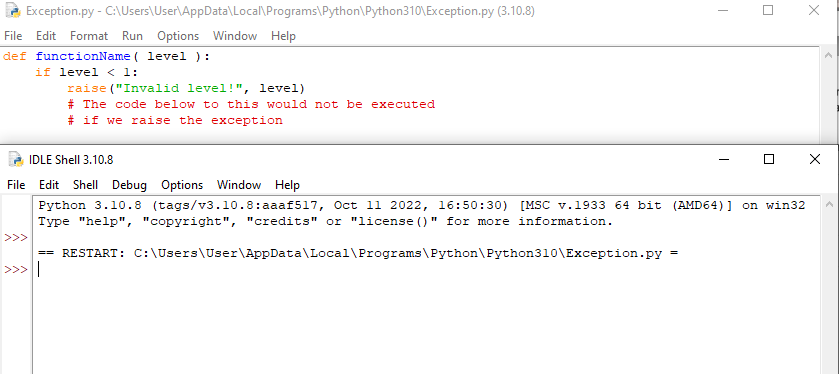 Exception.py - C:\Users\User\AppData\Local\Programs\Python\Python310\Exception.py (3.10.8)
File Edit Format Run Options Window Help
def functionName( level ):
    if level < 1:
        raise("Invalid level!", level)
        # The code below to this would not be executed
        # if we raise the exception
IDLE Shell 3.10.8
File Edit Shell Debug Options Window Help
Python 3.10.8 (tags/v3.10.8:aaaf517, Oct 11 2022, 16:50:30) [MSC v.1933 64 bit (AMD64)] on win32
Type "help", "copyright", "credits" or "license()" for more information.
>>>
== RESTART: C:\Users\User\AppData\Local\Programs\Python\Python310\Exception.py =
>>>